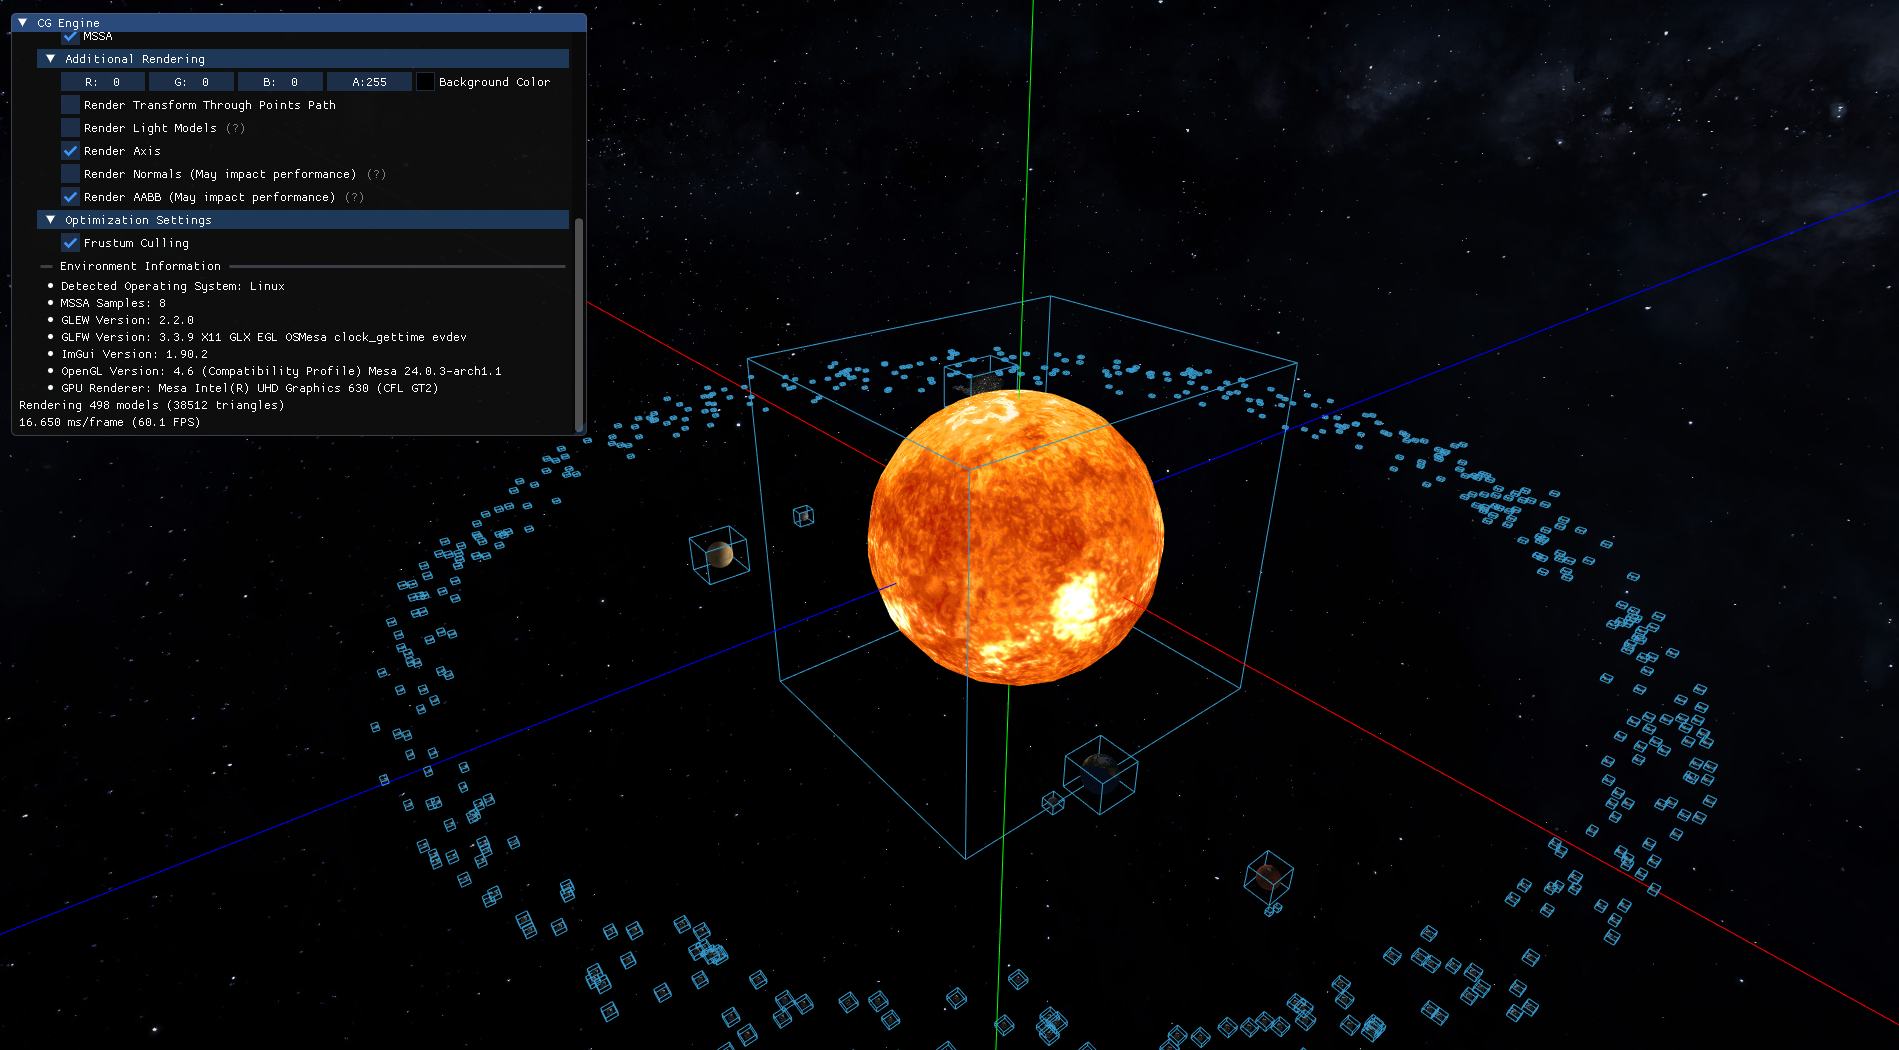 CG Engine
MSSA
Additional Rendering
R: 0 G: 0 B: 0 A:255 Background Color
Render Transform Through Points Path
Render Light Models (?)
Render Axis
Render Normals (May impact performance) (?)
Render AABB (May impact performance) (?)
Optimization Settings
Frustum Culling
Environment Information
Detected Operating System: Linux
MSSA Samples: 8
GLEW Version: 2.2.0
GLFW Version: 3.3.9 X11 GLX EGL OSMesa clock_gettime evdev
ImGui Version: 1.90.2
OpenGL Version: 4.6 (Compatibility Profile) Mesa 24.0.3-arch1.1
GPU Renderer: Mesa Intel(R) UHD Graphics 630 (CFL GT2)
Rendering 498 models (38512 triangles)
16.650 ms/frame (60.1 FPS)